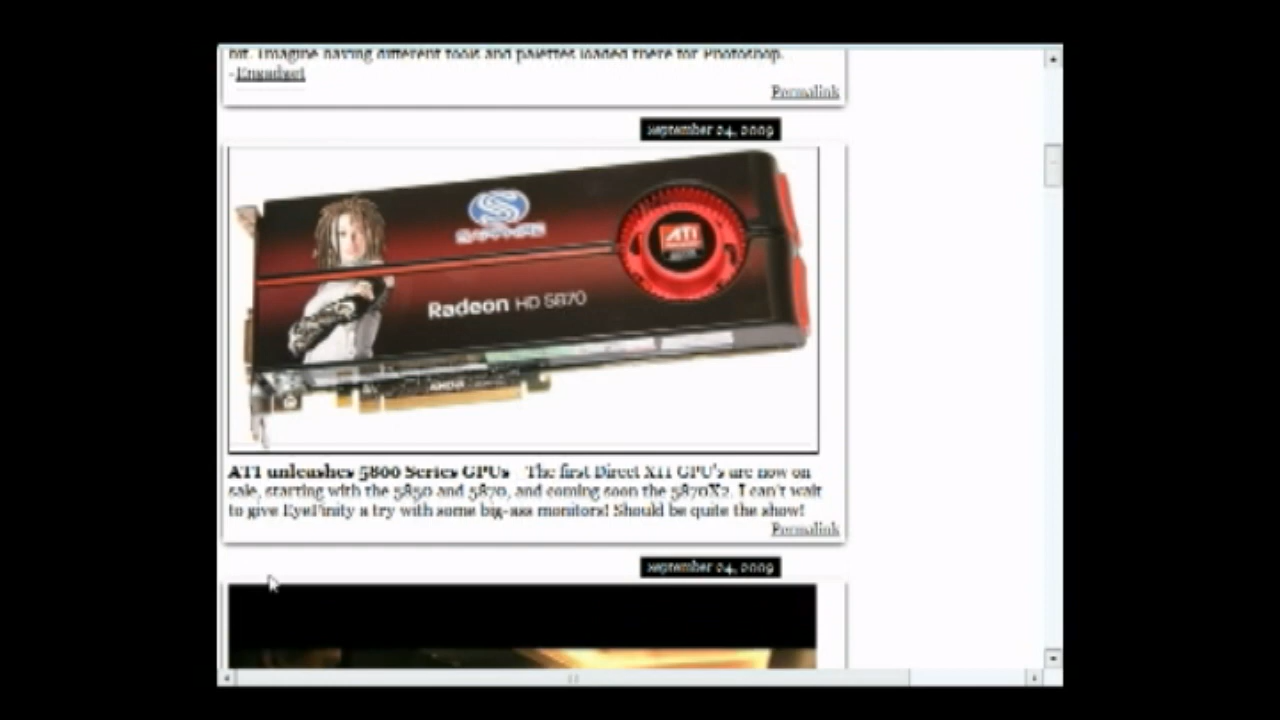 bit. Imagine having different tools and palettes loaded there for Photoshop.
-Engadget
Permalink
september 24, 2009
SAPPHIRE
ATI
Radeon HD 5870
AMD
ATI unleashes 5800 Series GPUs The first Direct X11 GPU's are now on
sale, starting with the 5850 and 5870, and coming soon the 5870X2. I can't wait
to give EyeFinity a try with some big-ass monitors! Should be quite the show!
Permalink
september 24, 2009